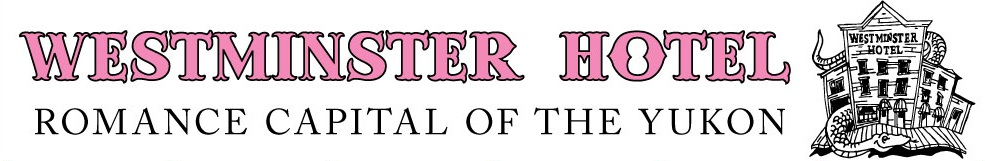 WESTMINSTER HOTEL
ROMANCE CAPITAL OF THE YUKON
WESTMINSTER
HOTEL